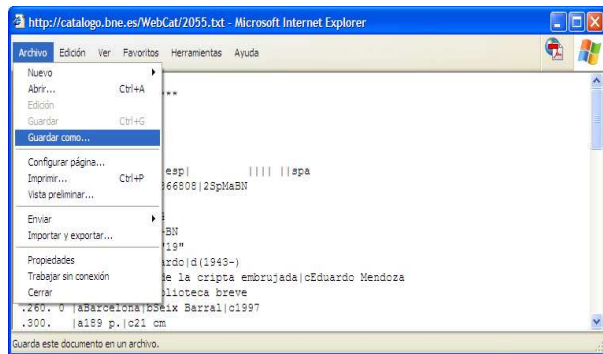 http://catalogo.bne.es/WebCat/2055.txt - Microsoft Internet Explorer
Archivo Edición Ver Favoritos Herramientas Ayuda
Nuevo
Abrir... Ctrl+A
Edición
Guardar Ctrl+G
Guardar como...
Configurar página...
Imprimir... Ctrl+P
Vista preliminar...
Enviar
Importar y exportar...
Propiedades
Trabajar sin conexión
Cerrar
**
esp| |||| ||spa
66808|2SpMaBN
-BN
"19"
rdo|d(1943-)
de la cripta embrujada|cEduardo Mendoza
blioteca breve
.260. 0 |aBarcelona|bSeix Barral|c1997
.300. |a189 p.|c21 cm
Guarda este documento en un archivo.